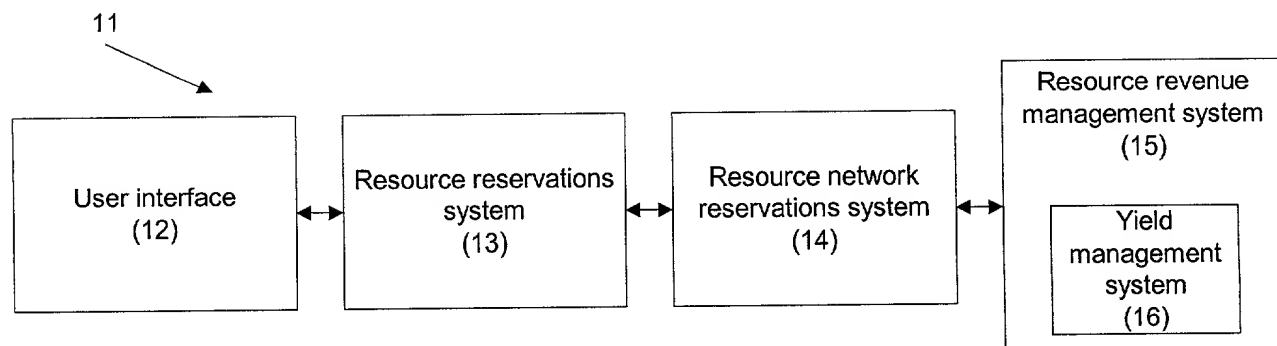 11
User interface
(12)
Resource reservations
system
(13)
Resource network
reservations system
(14)
Resource revenue
management system
(15)
Yield
management
system
(16)